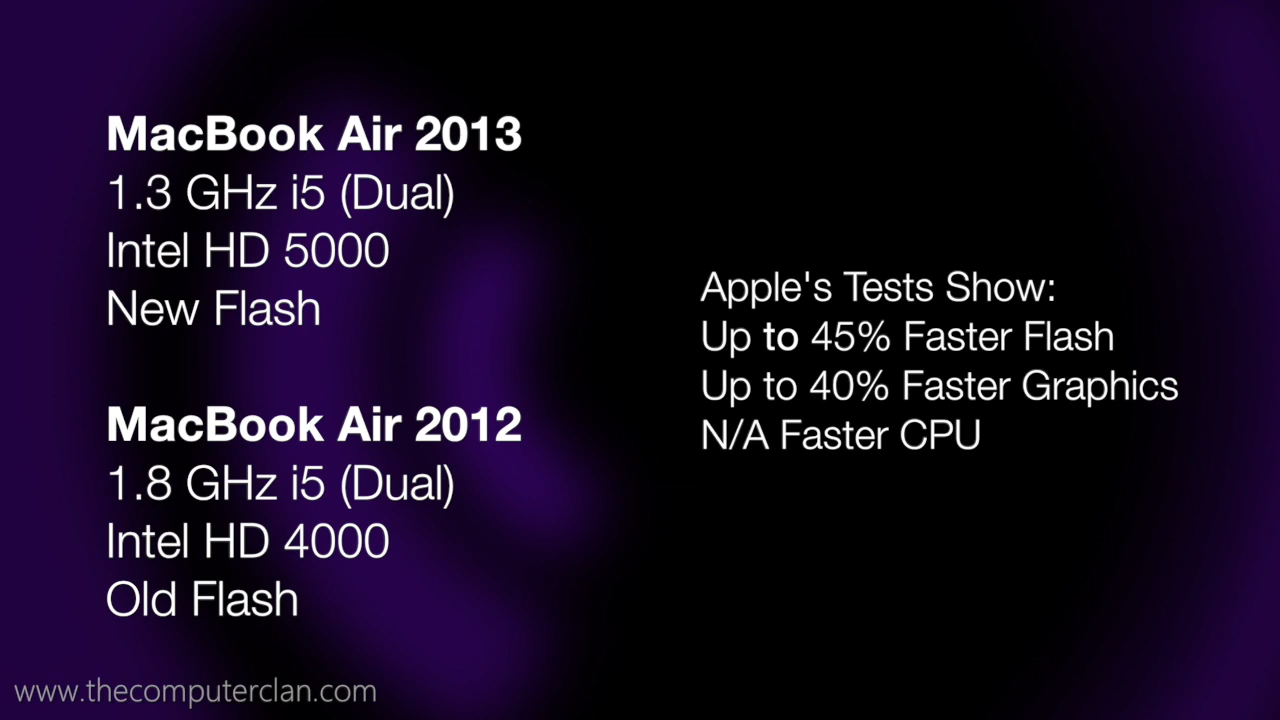 MacBook Air 2013
1.3 GHz i5 (Dual)
Intel HD 5000
New Flash
MacBook Air 2012
1.8 GHz i5 (Dual)
Intel HD 4000
Old Flash
Apple's Tests Show:
Up to 45% Faster Flash
Up to 40% Faster Graphics
N/A Faster CPU
www.thecomputerclan.com